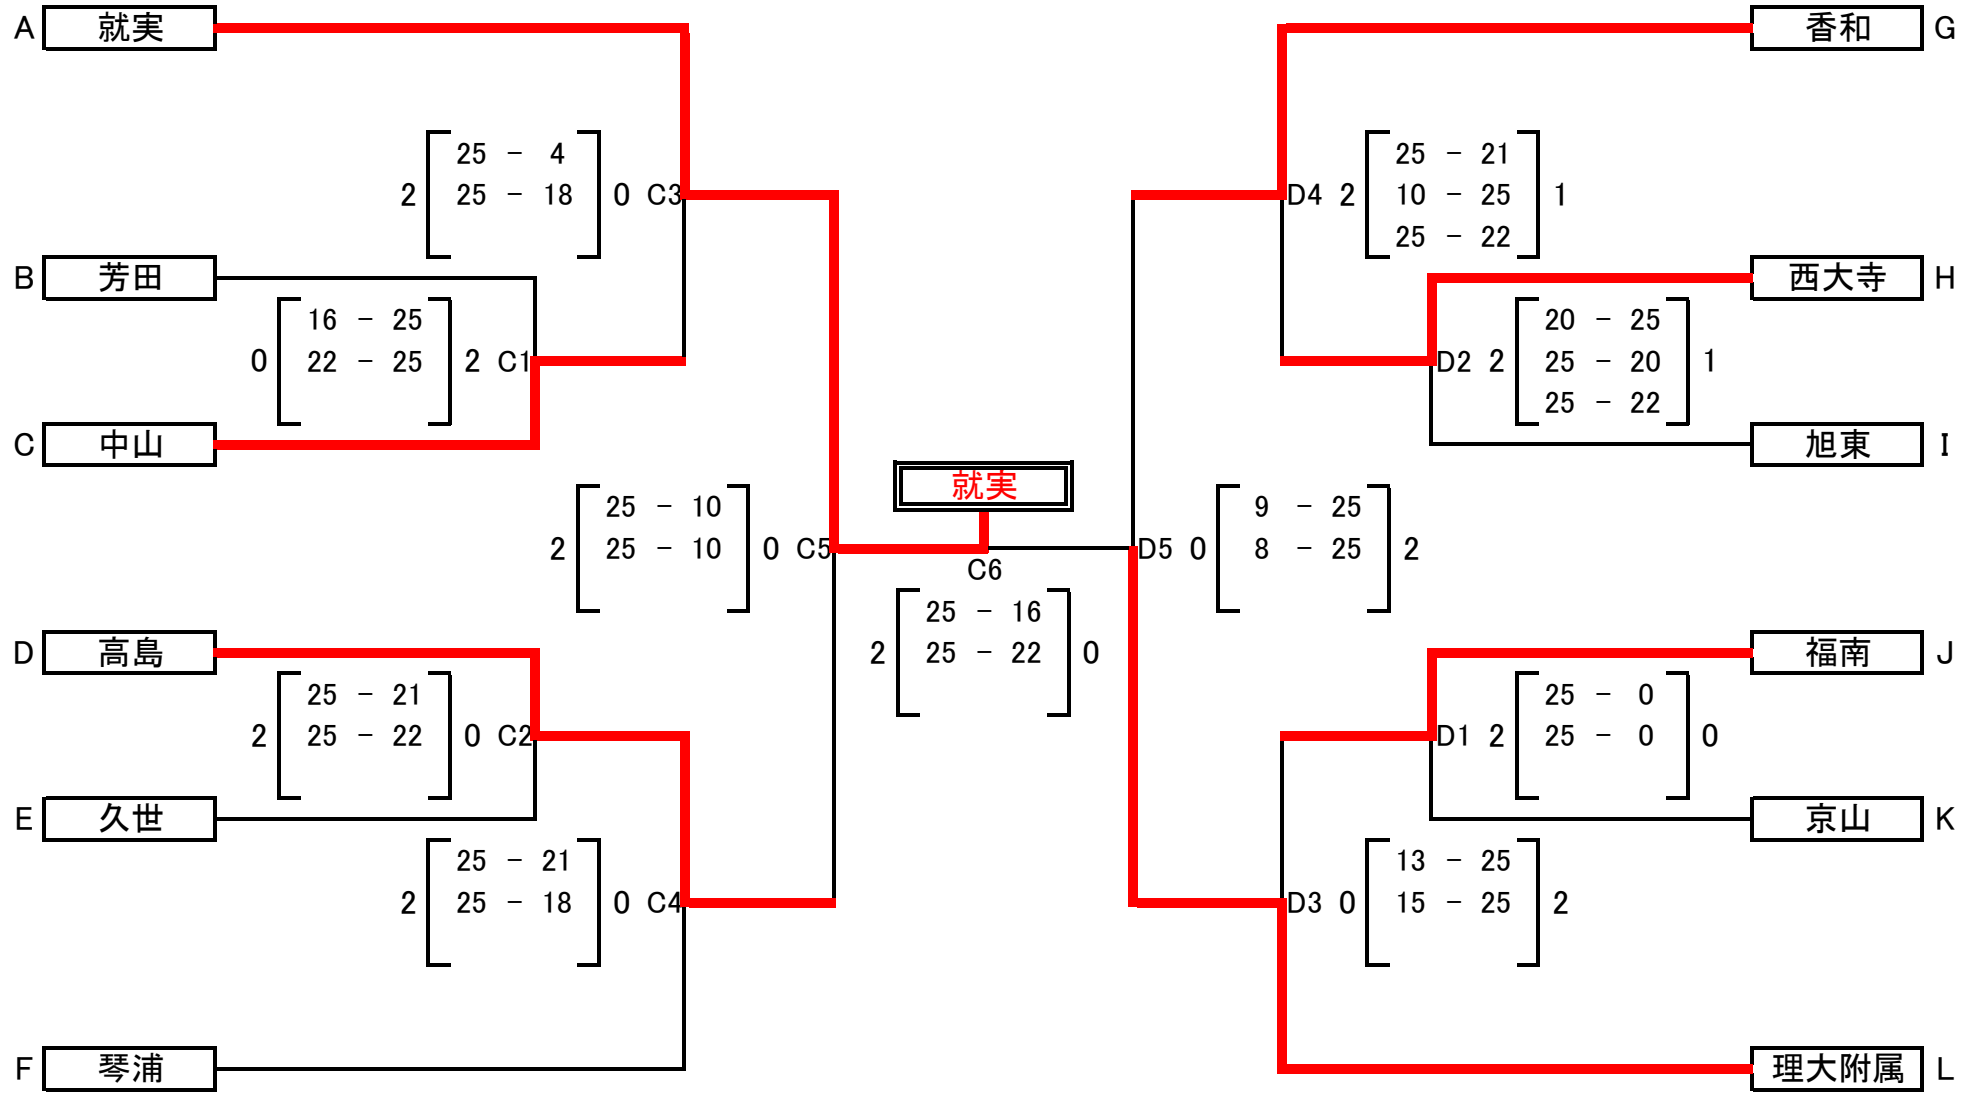 A 就実
香和 G
25 - 4
2 25 - 18 0 C3
25 - 21
D4 2 10 - 25 1
25 - 22
B 芳田
西大寺 H
16 - 25
0 22 - 25 2 C1
20 - 25
D2 2 25 - 20 1
25 - 22
C 中山
旭東 I
就実
25 - 10
2 25 - 10 0 C5
9 - 25
D5 0 8 - 25 2
C6
25 - 16
2 25 - 22 0
D 高島
福南 J
25 - 21
2 25 - 22 0 C2
25 - 0
D1 2 25 - 0 0
E 久世
京山 K
25 - 21
2 25 - 18 0 C4
13 - 25
D3 0 15 - 25 2
F 琴浦
理大附属 L